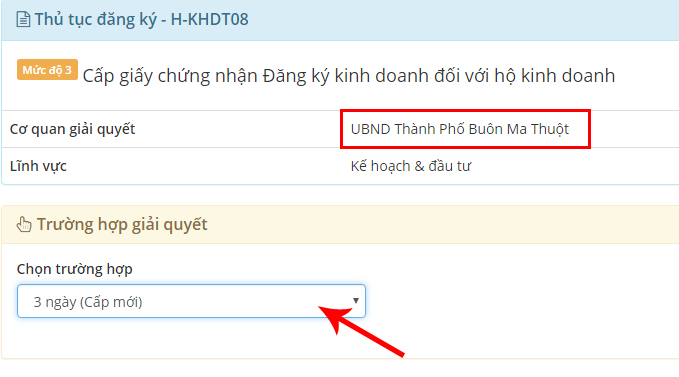 Thủ tục đăng ký - H-KHDT08
Mức độ 3 Cấp giấy chứng nhận Đăng ký kinh doanh đối với hộ kinh doanh
Cơ quan giải quyết UBND Thành Phố Buôn Ma Thuột
Lĩnh vực Kế hoạch & đầu tư
Trường hợp giải quyết
Chọn trường hợp
3 ngày (Cấp mới)